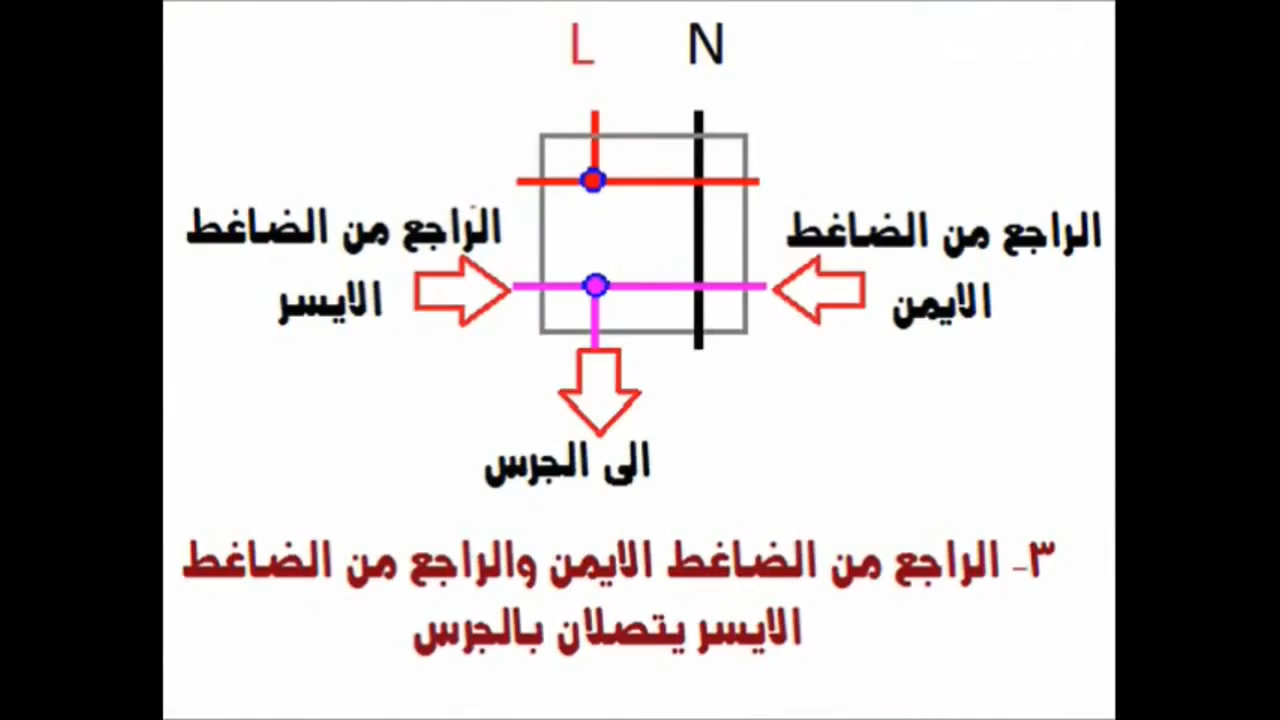 L N
الراجع من الضاغط
الايسر
الراجع من الضاغط
الايمن
الى الجرس
٣- الراجع من الضاغط الايمن والراجع من الضاغط
الايسر يتصلان بالجرس